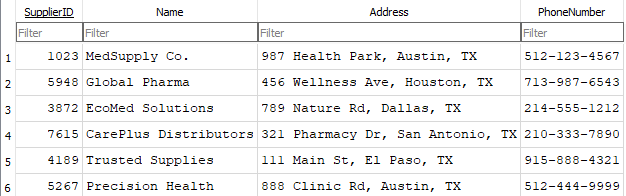 SupplierID Name Address PhoneNumber
Filter Filter Filter Filter
1 1023 MedSupply Co. 987 Health Park, Austin, TX 512-123-4567
2 5948 Global Pharma 456 Wellness Ave, Houston, TX 713-987-6543
3 3872 EcoMed Solutions 789 Nature Rd, Dallas, TX 214-555-1212
4 7615 CarePlus Distributors 321 Pharmacy Dr, San Antonio, TX 210-333-7890
5 4189 Trusted Supplies 111 Main St, El Paso, TX 915-888-4321
6 5267 Precision Health 888 Clinic Rd, Austin, TX 512-444-9999